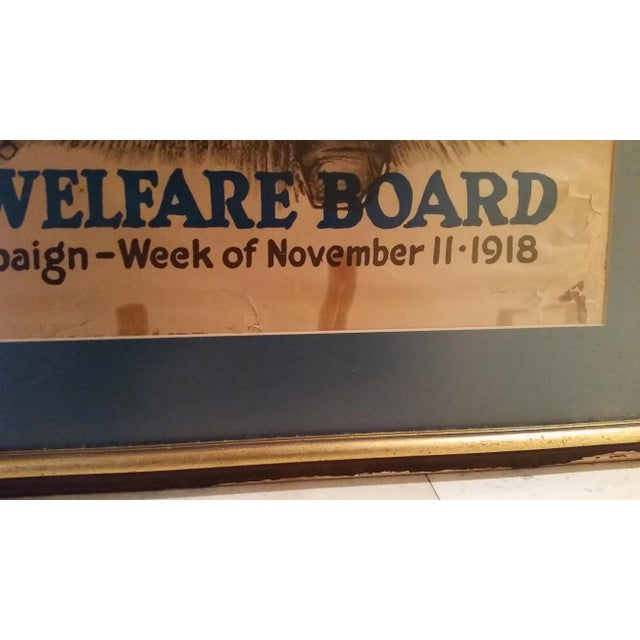 WELFARE BOARD
paign-Week of November 11·1918